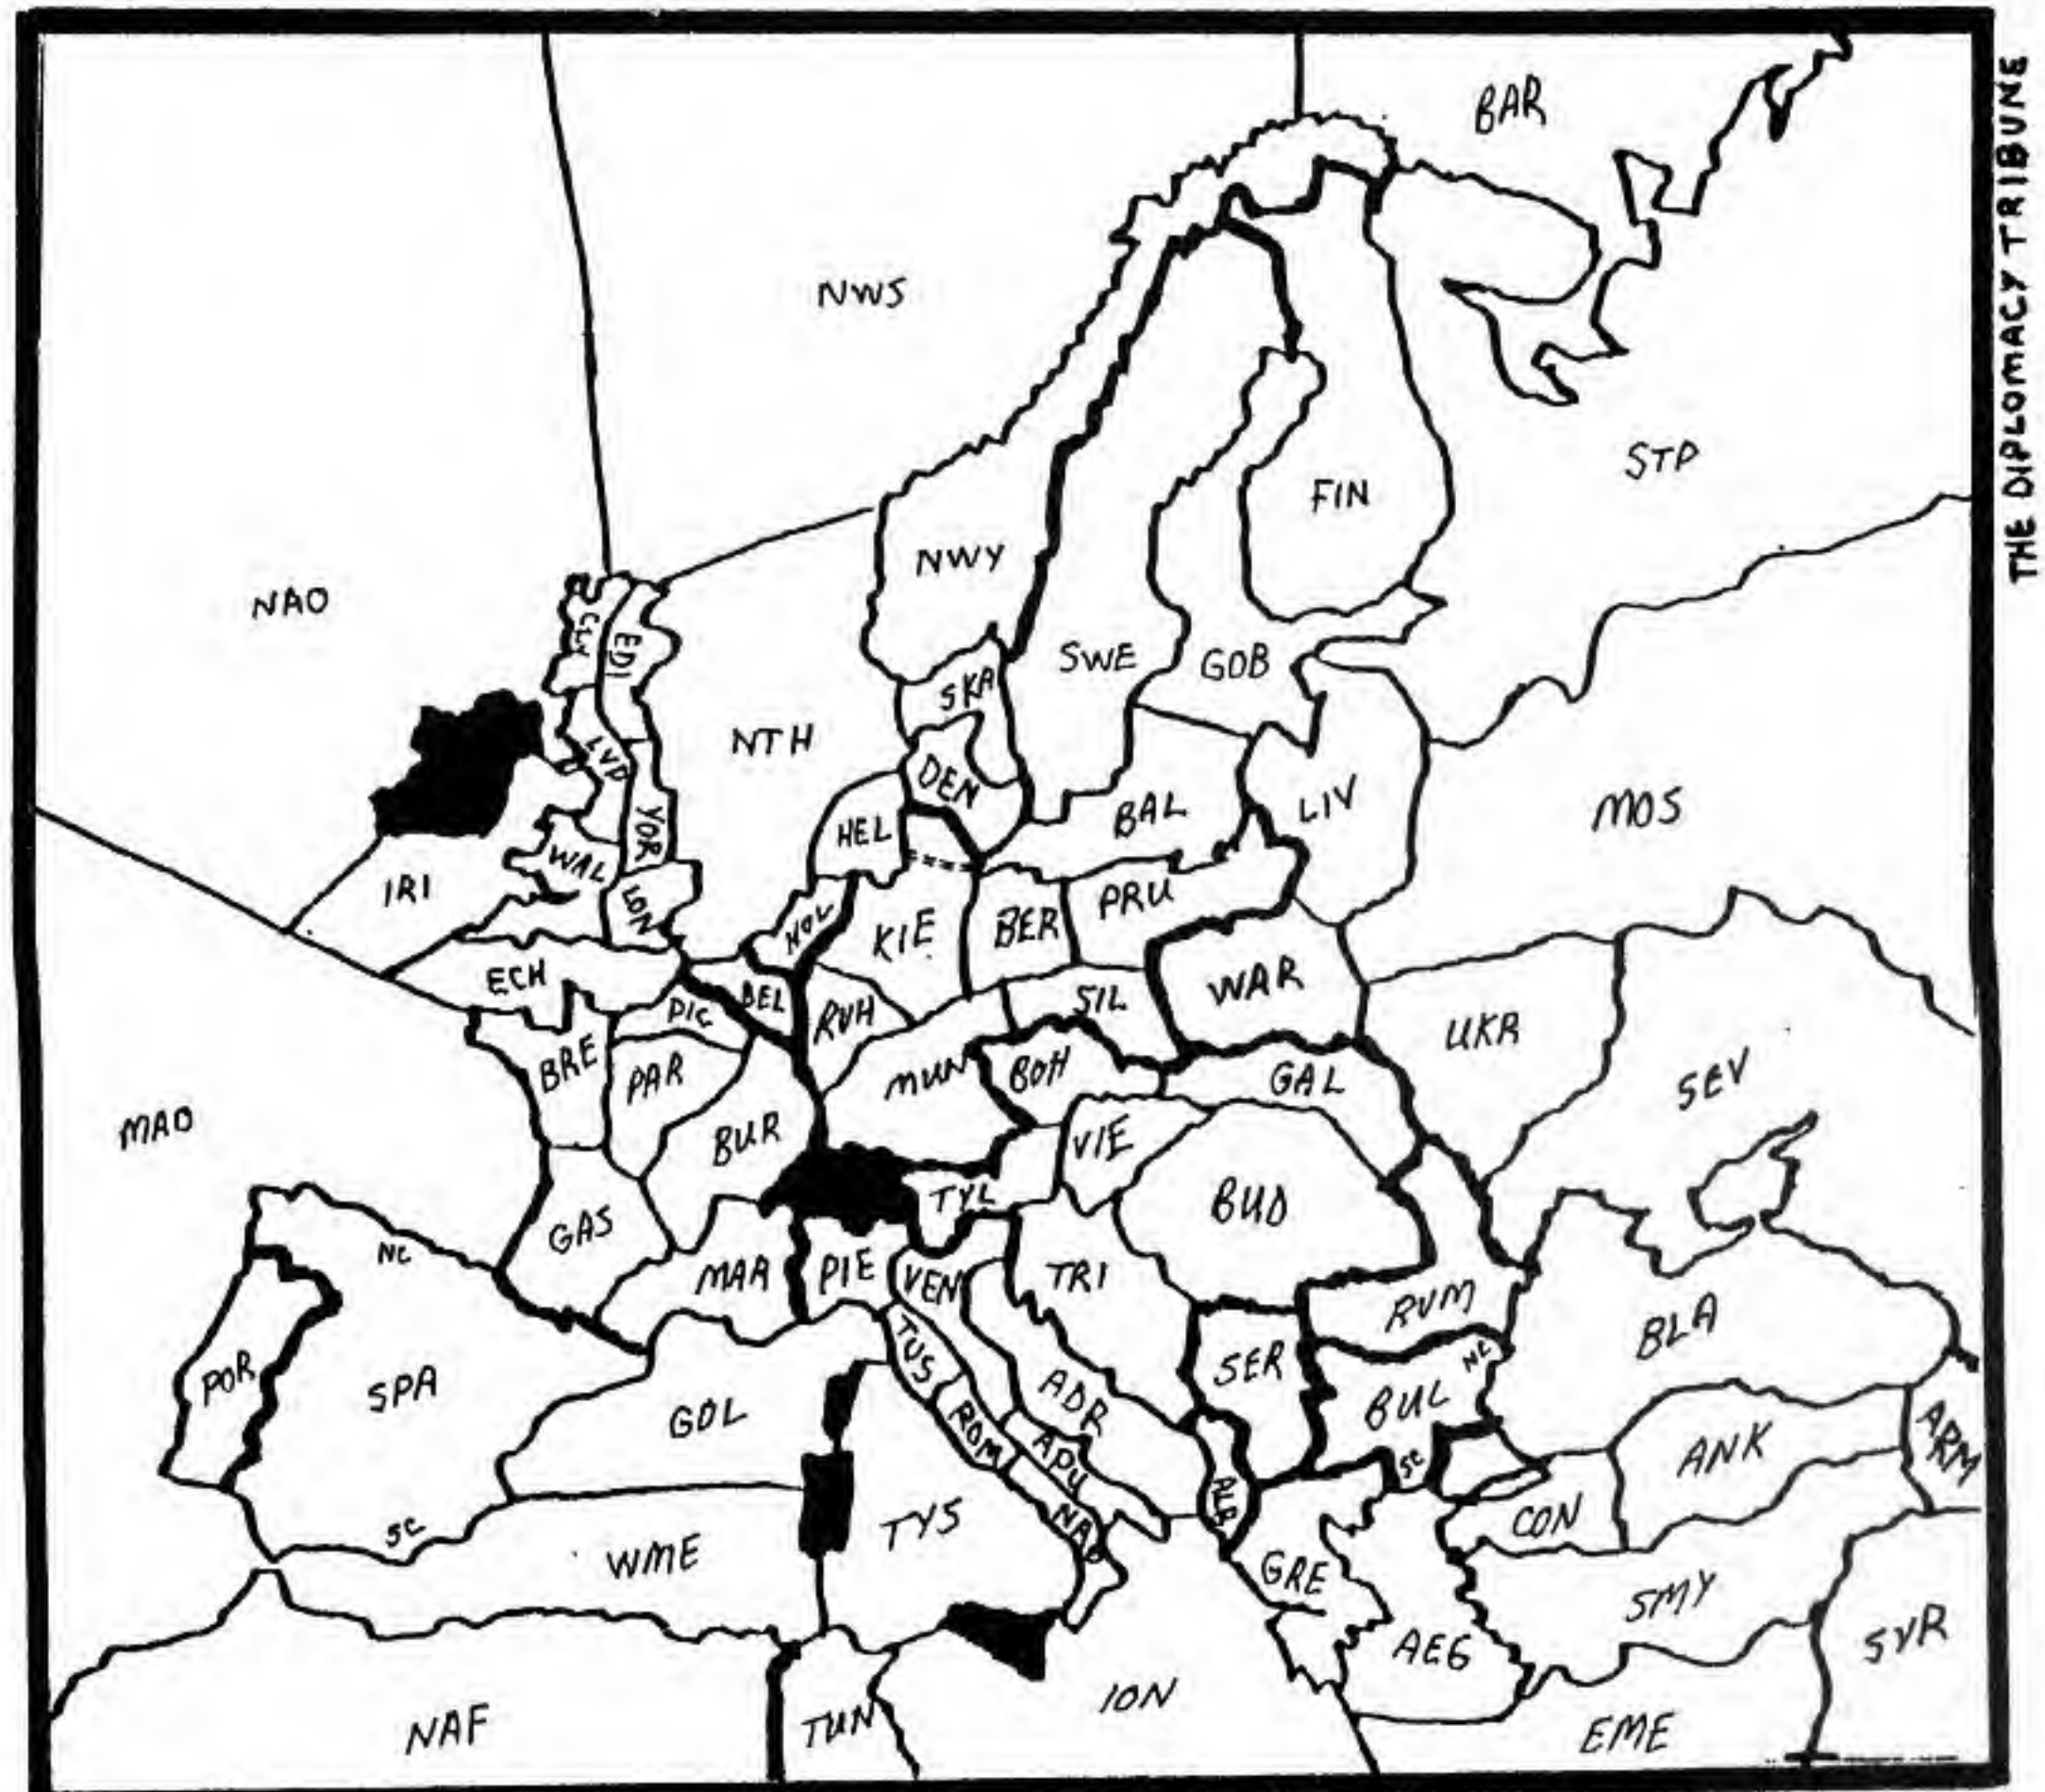 BAR
THE DIPLOMACY TRIBUNE
NWS
STP
FIN
NWY
NAO
CLY
EDI
SWE
GOB
SKA
NTH
LVP
DEN
BAL
LIV
MOS
HEL
YOR
WAL
IRI
LON
HOL
KIE
BER
PRU
ECH
BEL
PIC
RUH
SIL
WAR
UKR
BRE
PAR
MUN
BOH
GAL
SEV
MAO
BUR
VIE
TYL
BUD
GAS
NC
MAR
PIE
VEN
TRI
RUM
BLA
POR
SPA
TUS
SER
NC
GOL
ADR
BUL
ROM
APU
ANK
ARM
SC
SC
ALB
TYS
NAP
CON
WME
GRE
SMY
AEG
SYR
ION
NAF
TUN
EME